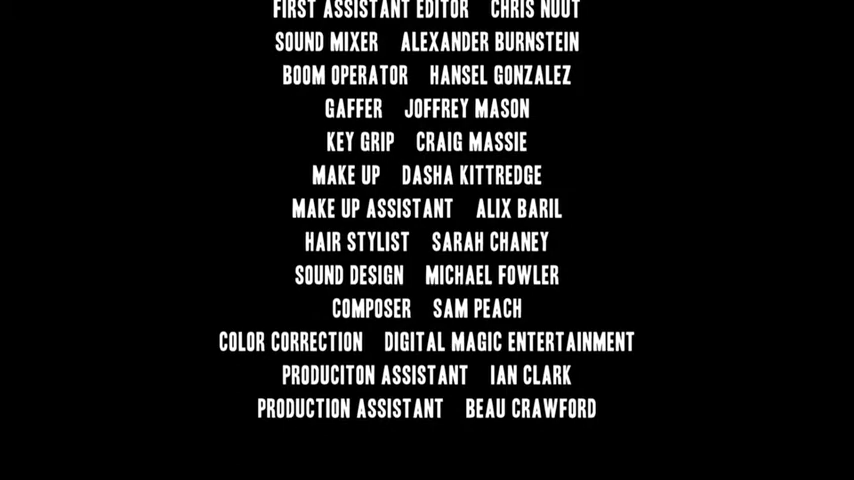 FIRST ASSISTANT EDITOR CHRIS NUUT
SOUND MIXER ALEXANDER BURNSTEIN
BOOM OPERATOR HANSEL GONZALEZ
GAFFER JOFFREY MASON
KEY GRIP CRAIG MASSIE
MAKE UP DASHA KITTREDGE
MAKE UP ASSISTANT ALIX BARIL
HAIR STYLIST SARAH CHANEY
SOUND DESIGN MICHAEL FOWLER
COMPOSER SAM PEACH
COLOR CORRECTION DIGITAL MAGIC ENTERTAINMENT
PRODUCITON ASSISTANT IAN CLARK
PRODUCTION ASSISTANT BEAU CRAWFORD